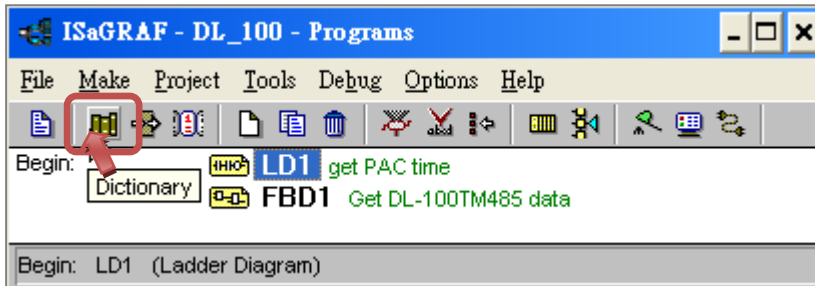 ISaGRAF - DL_100 - Programs
File Make Project Tools Debug Options Help
Begin: LD1 get PAC time
Dictionary FBD1 Get DL-100TM485 data
Begin: LD1 (Ladder Diagram)